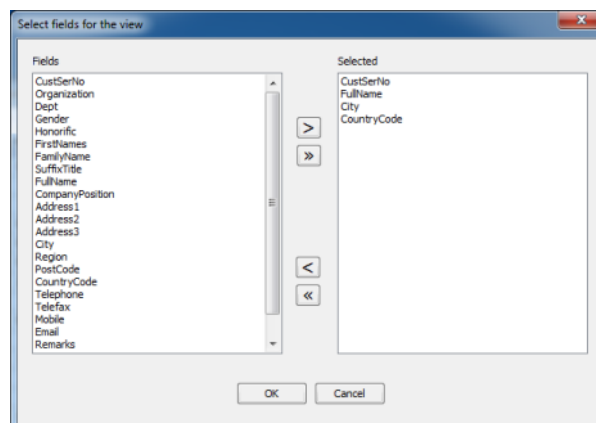 Select fields for the view
Fields
CustSerNo
Organization
Dept
Gender
Honorific
FirstNames
FamilyName
SuffixTitle
FullName
CompanyPosition
Address1
Address2
Address3
City
Region
PostCode
CountryCode
Telephone
Telefax
Mobile
Email
Remarks
>
»
<
«
Selected
CustSerNo
FullName
City
CountryCode
OK Cancel